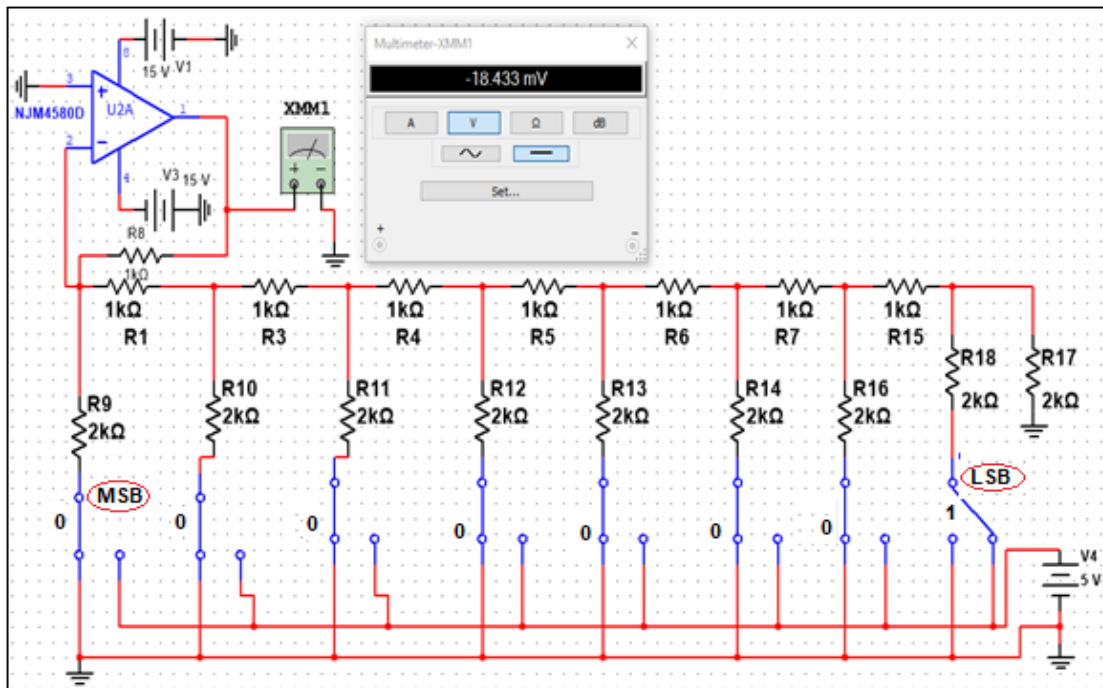 8
15 V V1
3
U2A
NJM4580D
1
2
4
V3 15 V
R8
1kΩ
XMM1
+ −
Multimeter-XMM1 X
-18.433 mV
A V Ω dB
Set...
+ −
1kΩ 1kΩ 1kΩ 1kΩ 1kΩ 1kΩ 1kΩ
R1 R3 R4 R5 R6 R7 R15
R9 R10 R11 R12 R13 R14 R16 R18 R17
2kΩ 2kΩ 2kΩ 2kΩ 2kΩ 2kΩ 2kΩ 2kΩ 2kΩ
MSB LSB
0 0 0 0 0 0 0 1
V4
5 V